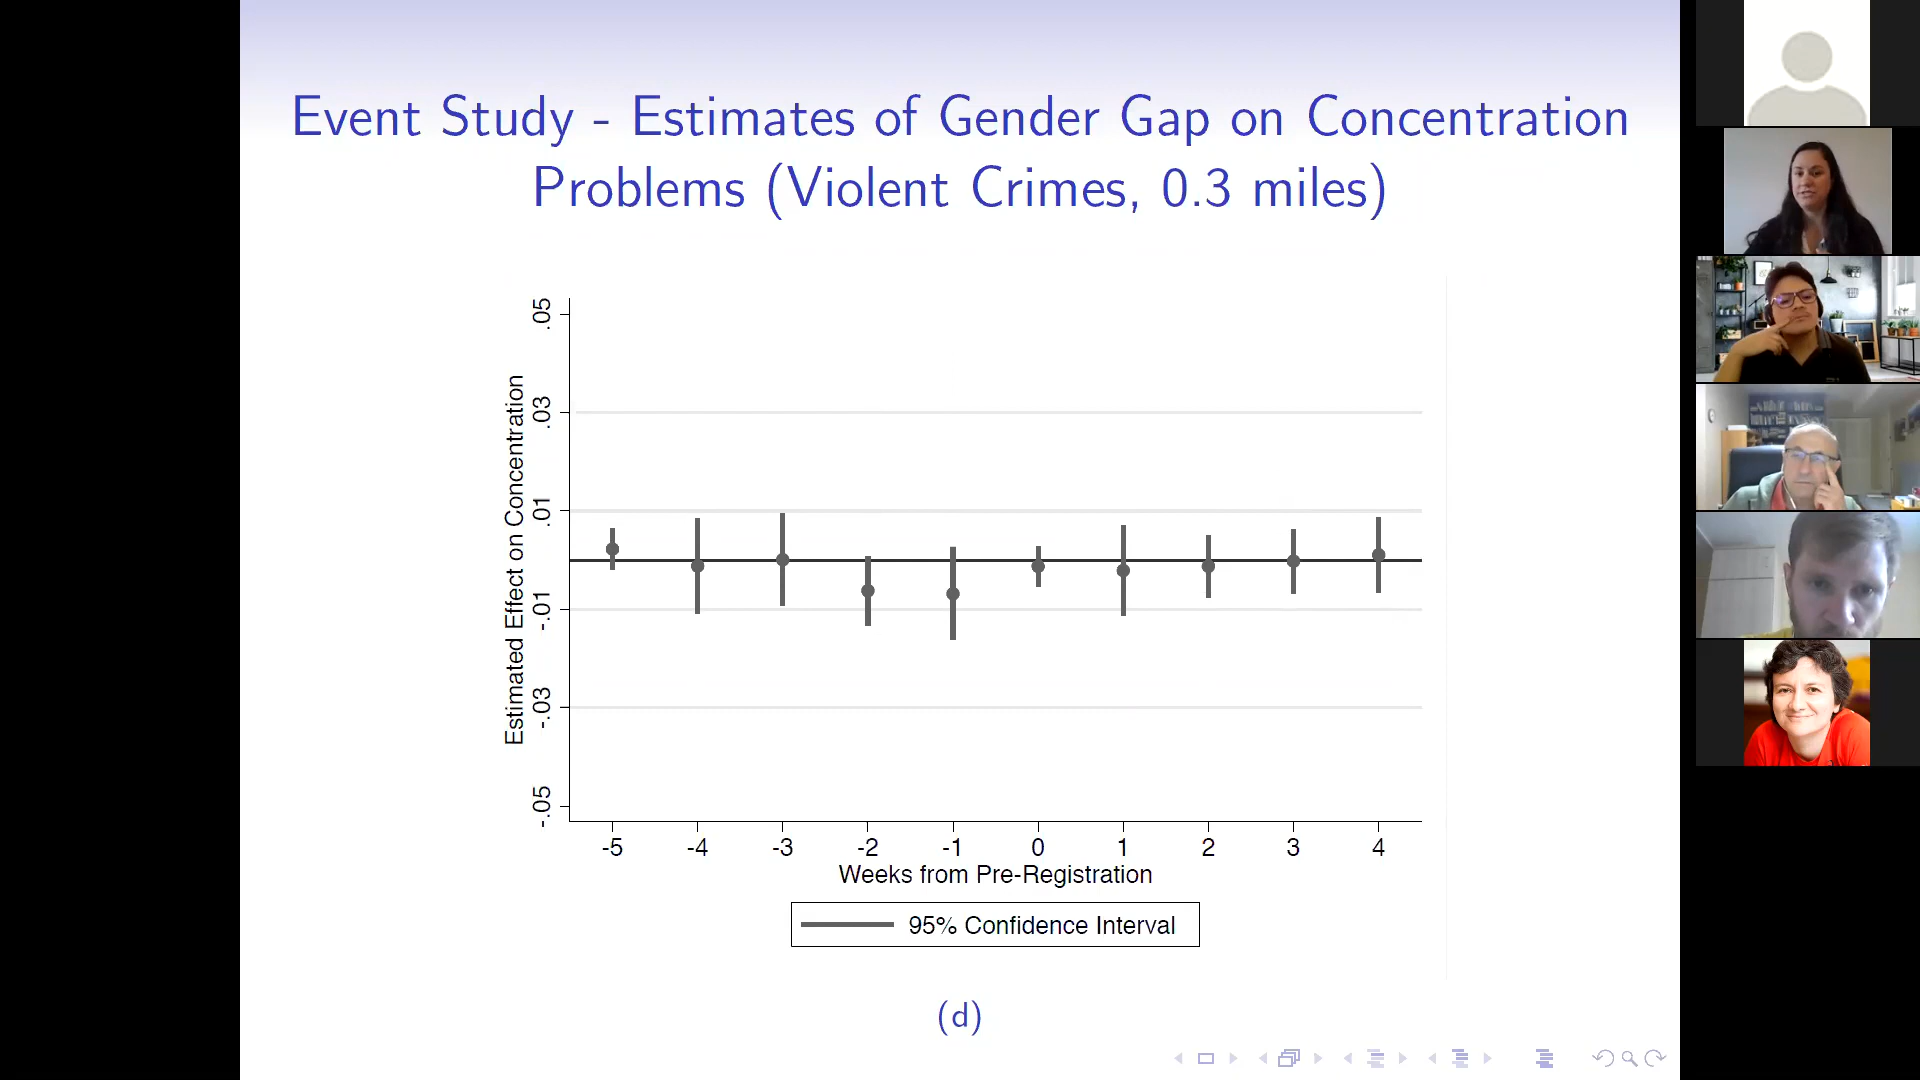 Event Study - Estimates of Gender Gap on Concentration
Problems (Violent Crimes, 0.3 miles)
Estimated Effect on Concentration
.05
.03
.01
-.01
-.03
-.05
-5 -4 -3 -2 -1 0 1 2 3 4
Weeks from Pre-Registration
95% Confidence Interval
(d)